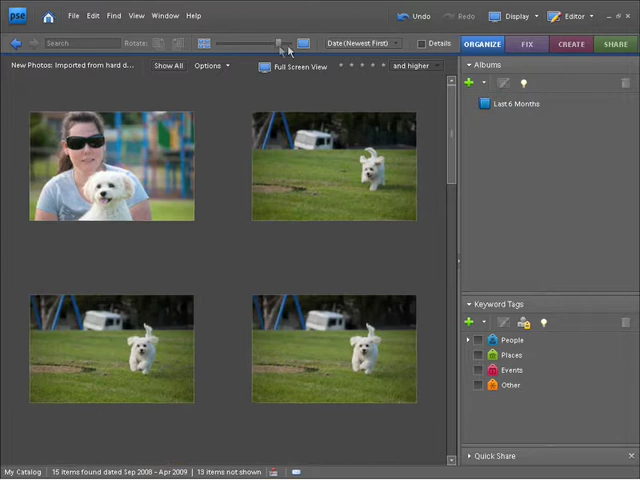 pse File Edit Find View Window Help Undo Redo Display Editor
Search Rotate: Date (Newest First) Details ORGANIZE FIX CREATE SHARE
New Photos: Imported from hard d... Show All Options Full Screen View and higher
Albums
Last 6 Months
Keyword Tags
People
Places
Events
Other
Quick Share
My Catalog 15 items found dated Sep 2008 - Apr 2009 13 items not shown